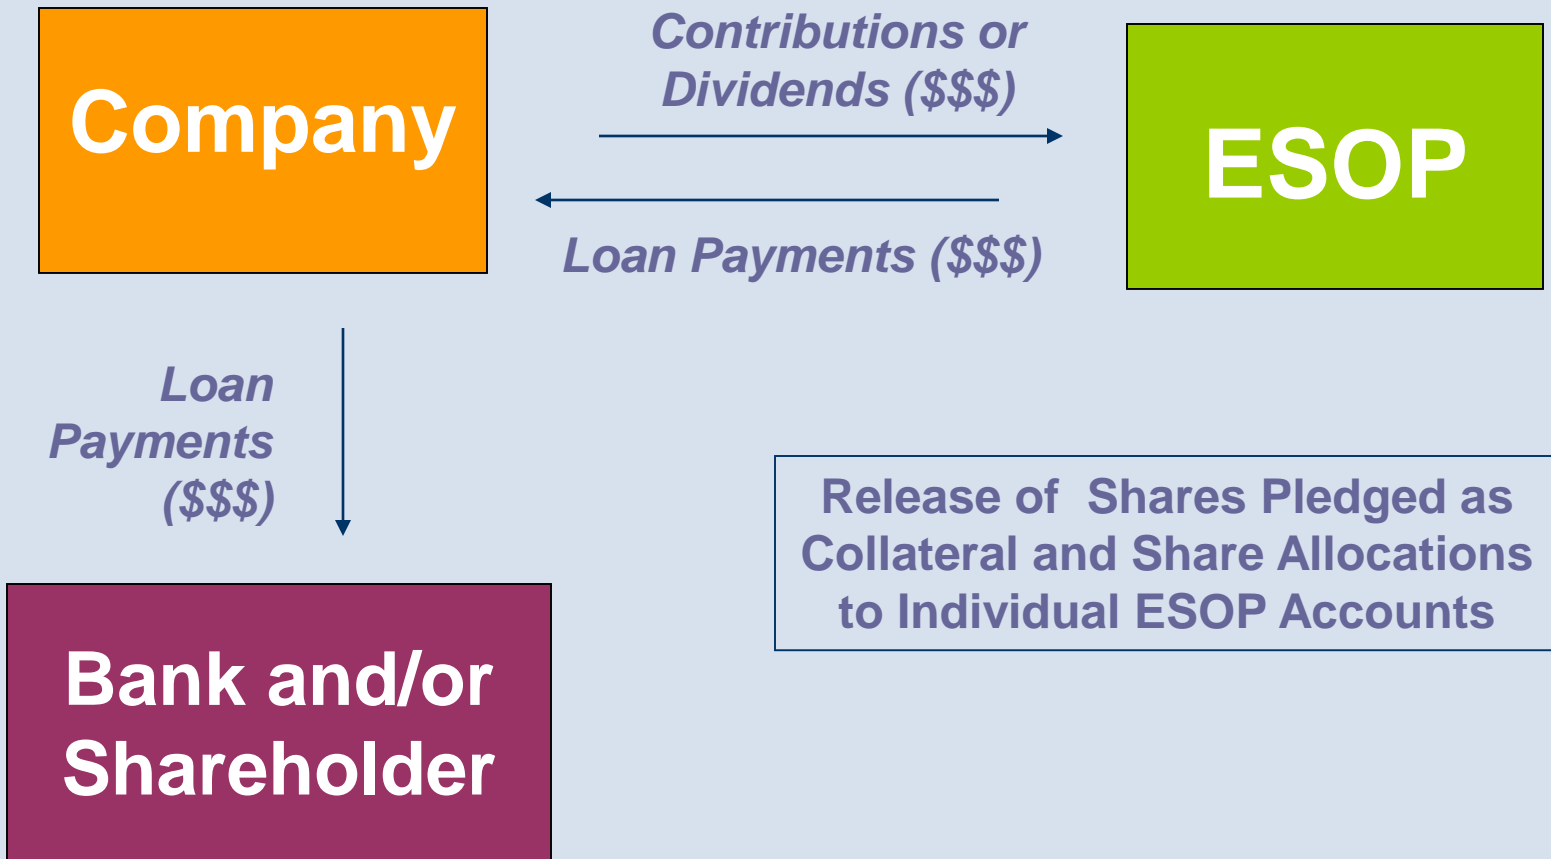 Company
Contributions or
Dividends ($$$)
ESOP
Loan Payments ($$$)
Loan
Payments
($$$)
Release of  Shares Pledged as
Collateral and Share Allocations
to Individual ESOP Accounts
Bank and/or
Shareholder